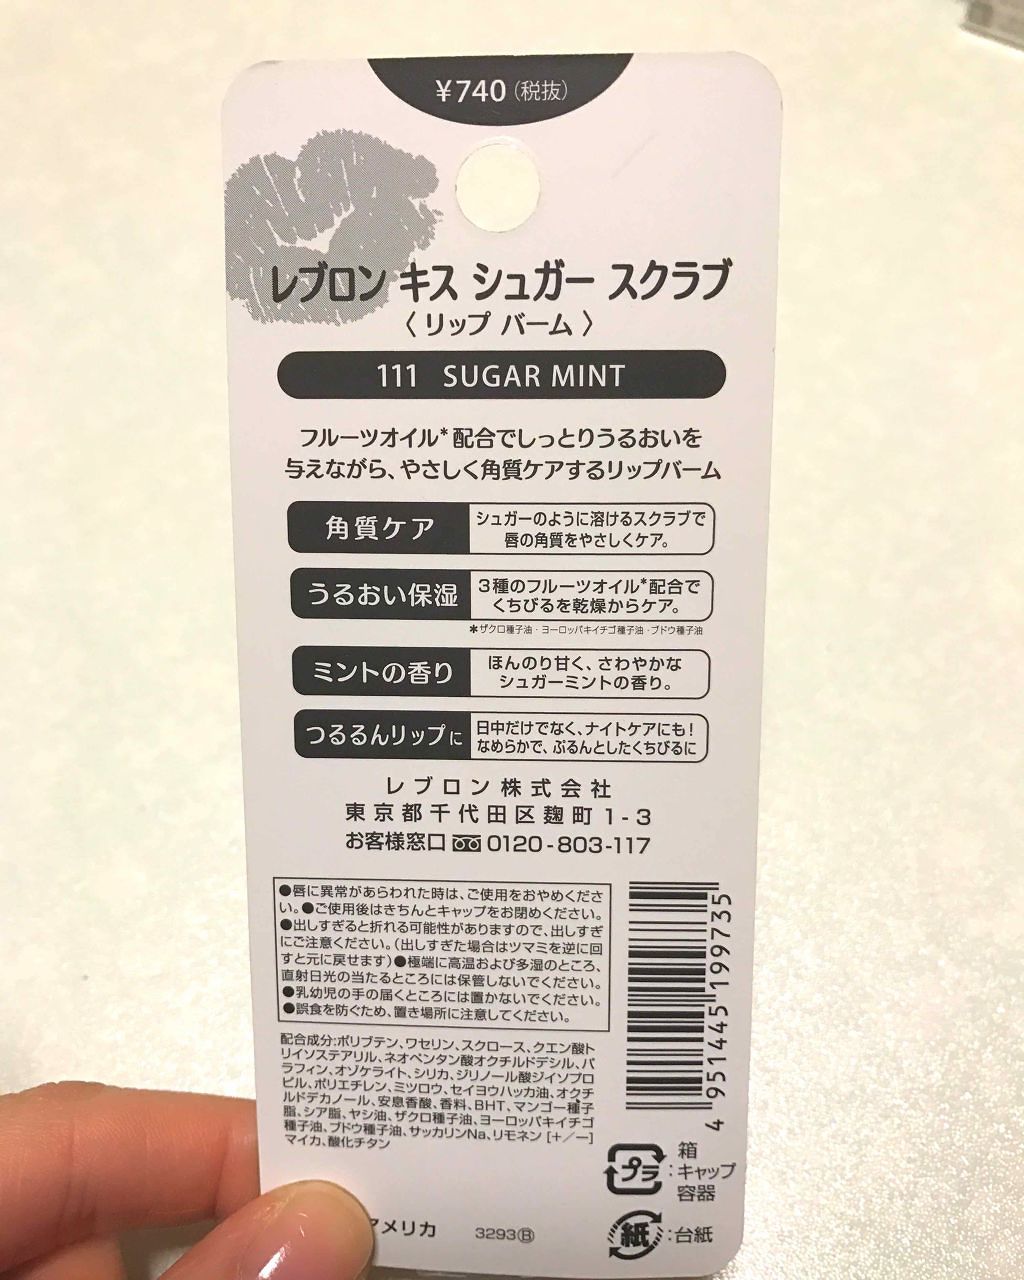 ¥740(税抜)
レブロン キス シュガー スクラブ
〈リップ バーム〉
111 SUGAR MINT
フルーツオイル*配合でしっとりうるおいを
与えながら、やさしく角質ケアするリップバーム
角質ケア
シュガーのように溶けるスクラブで
唇の角質をやさしくケア。
うるおい保湿
3種のフルーツオイル*配合で
くちびるを乾燥からケア。
*ザクロ種子油・ヨーロッパキイチゴ種子油・ブドウ種子油
ミントの香り
ほんのり甘く、さわやかな
シュガーミントの香り。
つるるんリップに
日中だけでなく、ナイトケアにも!
なめらかで、ぷるんとしたくちびるに
レブロン株式会社
東京都千代田区麹町1-3
お客様窓口 0120-803-117
●唇に異常があらわれた時は、ご使用をおやめくださ
い。●ご使用後はきちんとキャップをお閉めください。
●出しすぎると折れる可能性がありますので、出しすぎ
にご注意ください。(出しすぎた場合はツマミを逆に回
すと元に戻せます)●極端に高温および多湿のところ、
直射日光の当たるところには保管しないでください。
●乳幼児の手の届くところには置かないでください。
●誤食を防ぐため、置き場所に注意してください。
配合成分:ポリブテン、ワセリン、スクロース、クエン酸ト
リイソステアリル、ネオペンタン酸オクチルドデシル、パ
ラフィン、オゾケライト、シリカ、ジリノール酸ジイソプロ
ピル、ポリエチレン、ミツロウ、セイヨウハッカ油、オクチ
ルドデカノール、安息香酸、香料、BHT、マンゴー種子
脂、シア脂、ヤシ油、ザクロ種子油、ヨーロッパキイチゴ
種子油、ブドウ種子油、サッカリンNa、リモネン [+/-]
マイカ、酸化チタン
4 951445 199735
プラ:箱
キャップ
容器
紙:台紙
アメリカ 3293Ⓑ